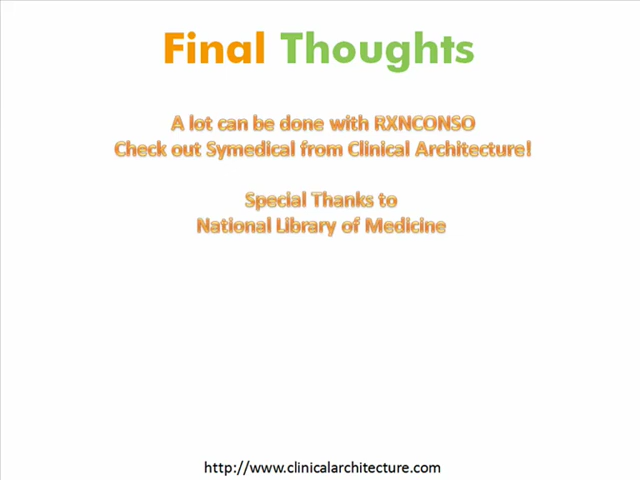 Final Thoughts
A lot can be done with RXNCONSO
Check out Symedical from Clinical Architecture!
Special Thanks to
National Library of Medicine
http://www.clinicalarchitecture.com